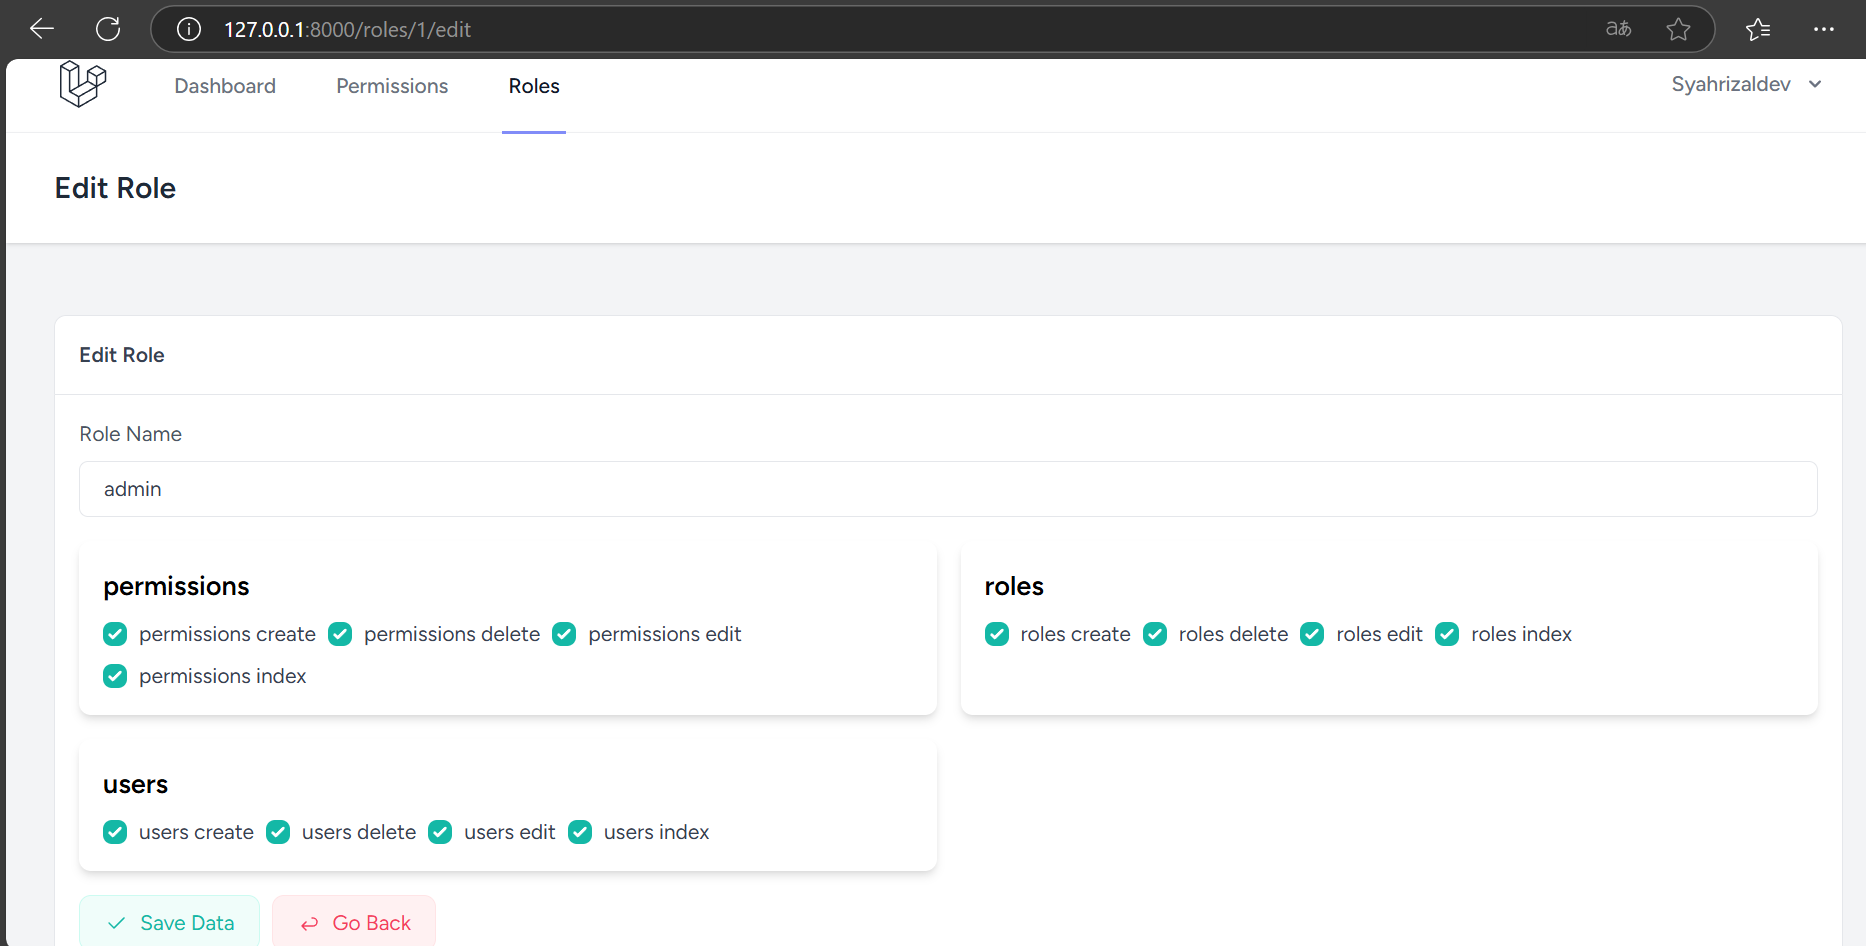 127.0.0.1:8000/roles/1/edit
aあ
Dashboard Permissions Roles Syahrizaldev
Edit Role
Edit Role
Role Name
admin
permissions
permissions create permissions delete permissions edit
permissions index
roles
roles create roles delete roles edit roles index
users
users create users delete users edit users index
Save Data Go Back